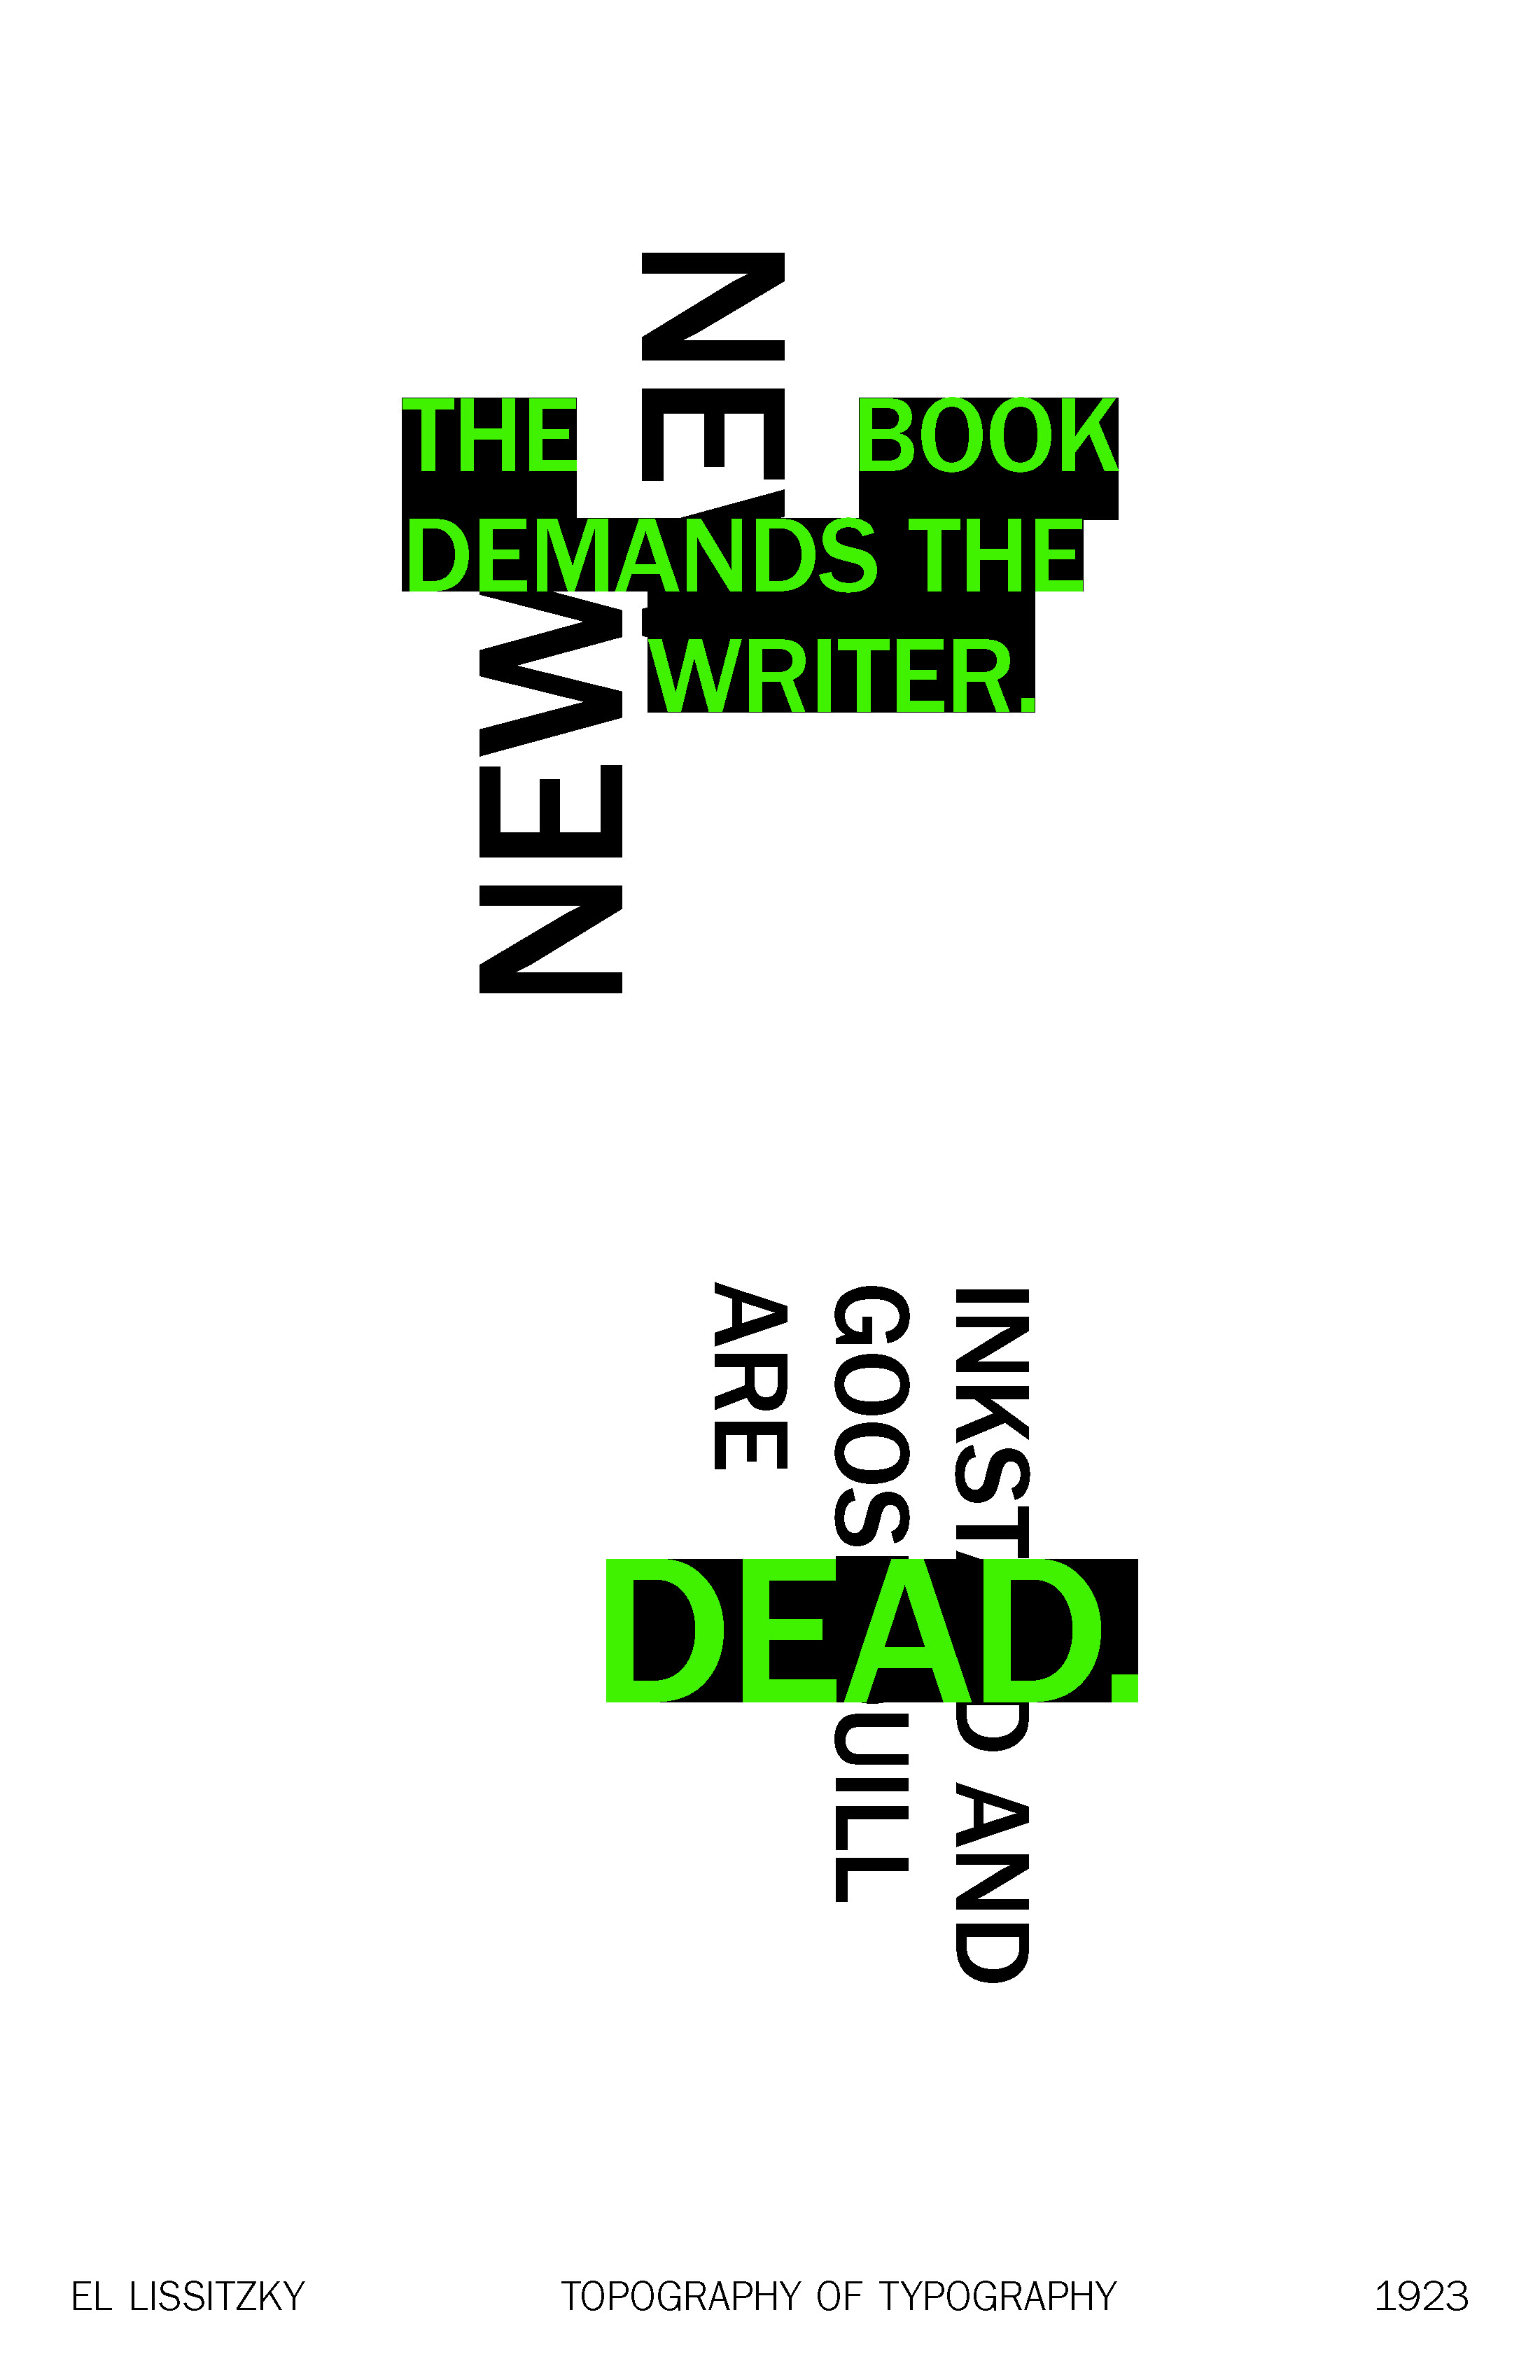 THE NEW BOOK
DEMANDS THE
NEW WRITER.
INKSTAND AND
GOOSE QUILL
ARE
DEAD.
EL LISSITZKY
TOPOGRAPHY OF TYPOGRAPHY
1923